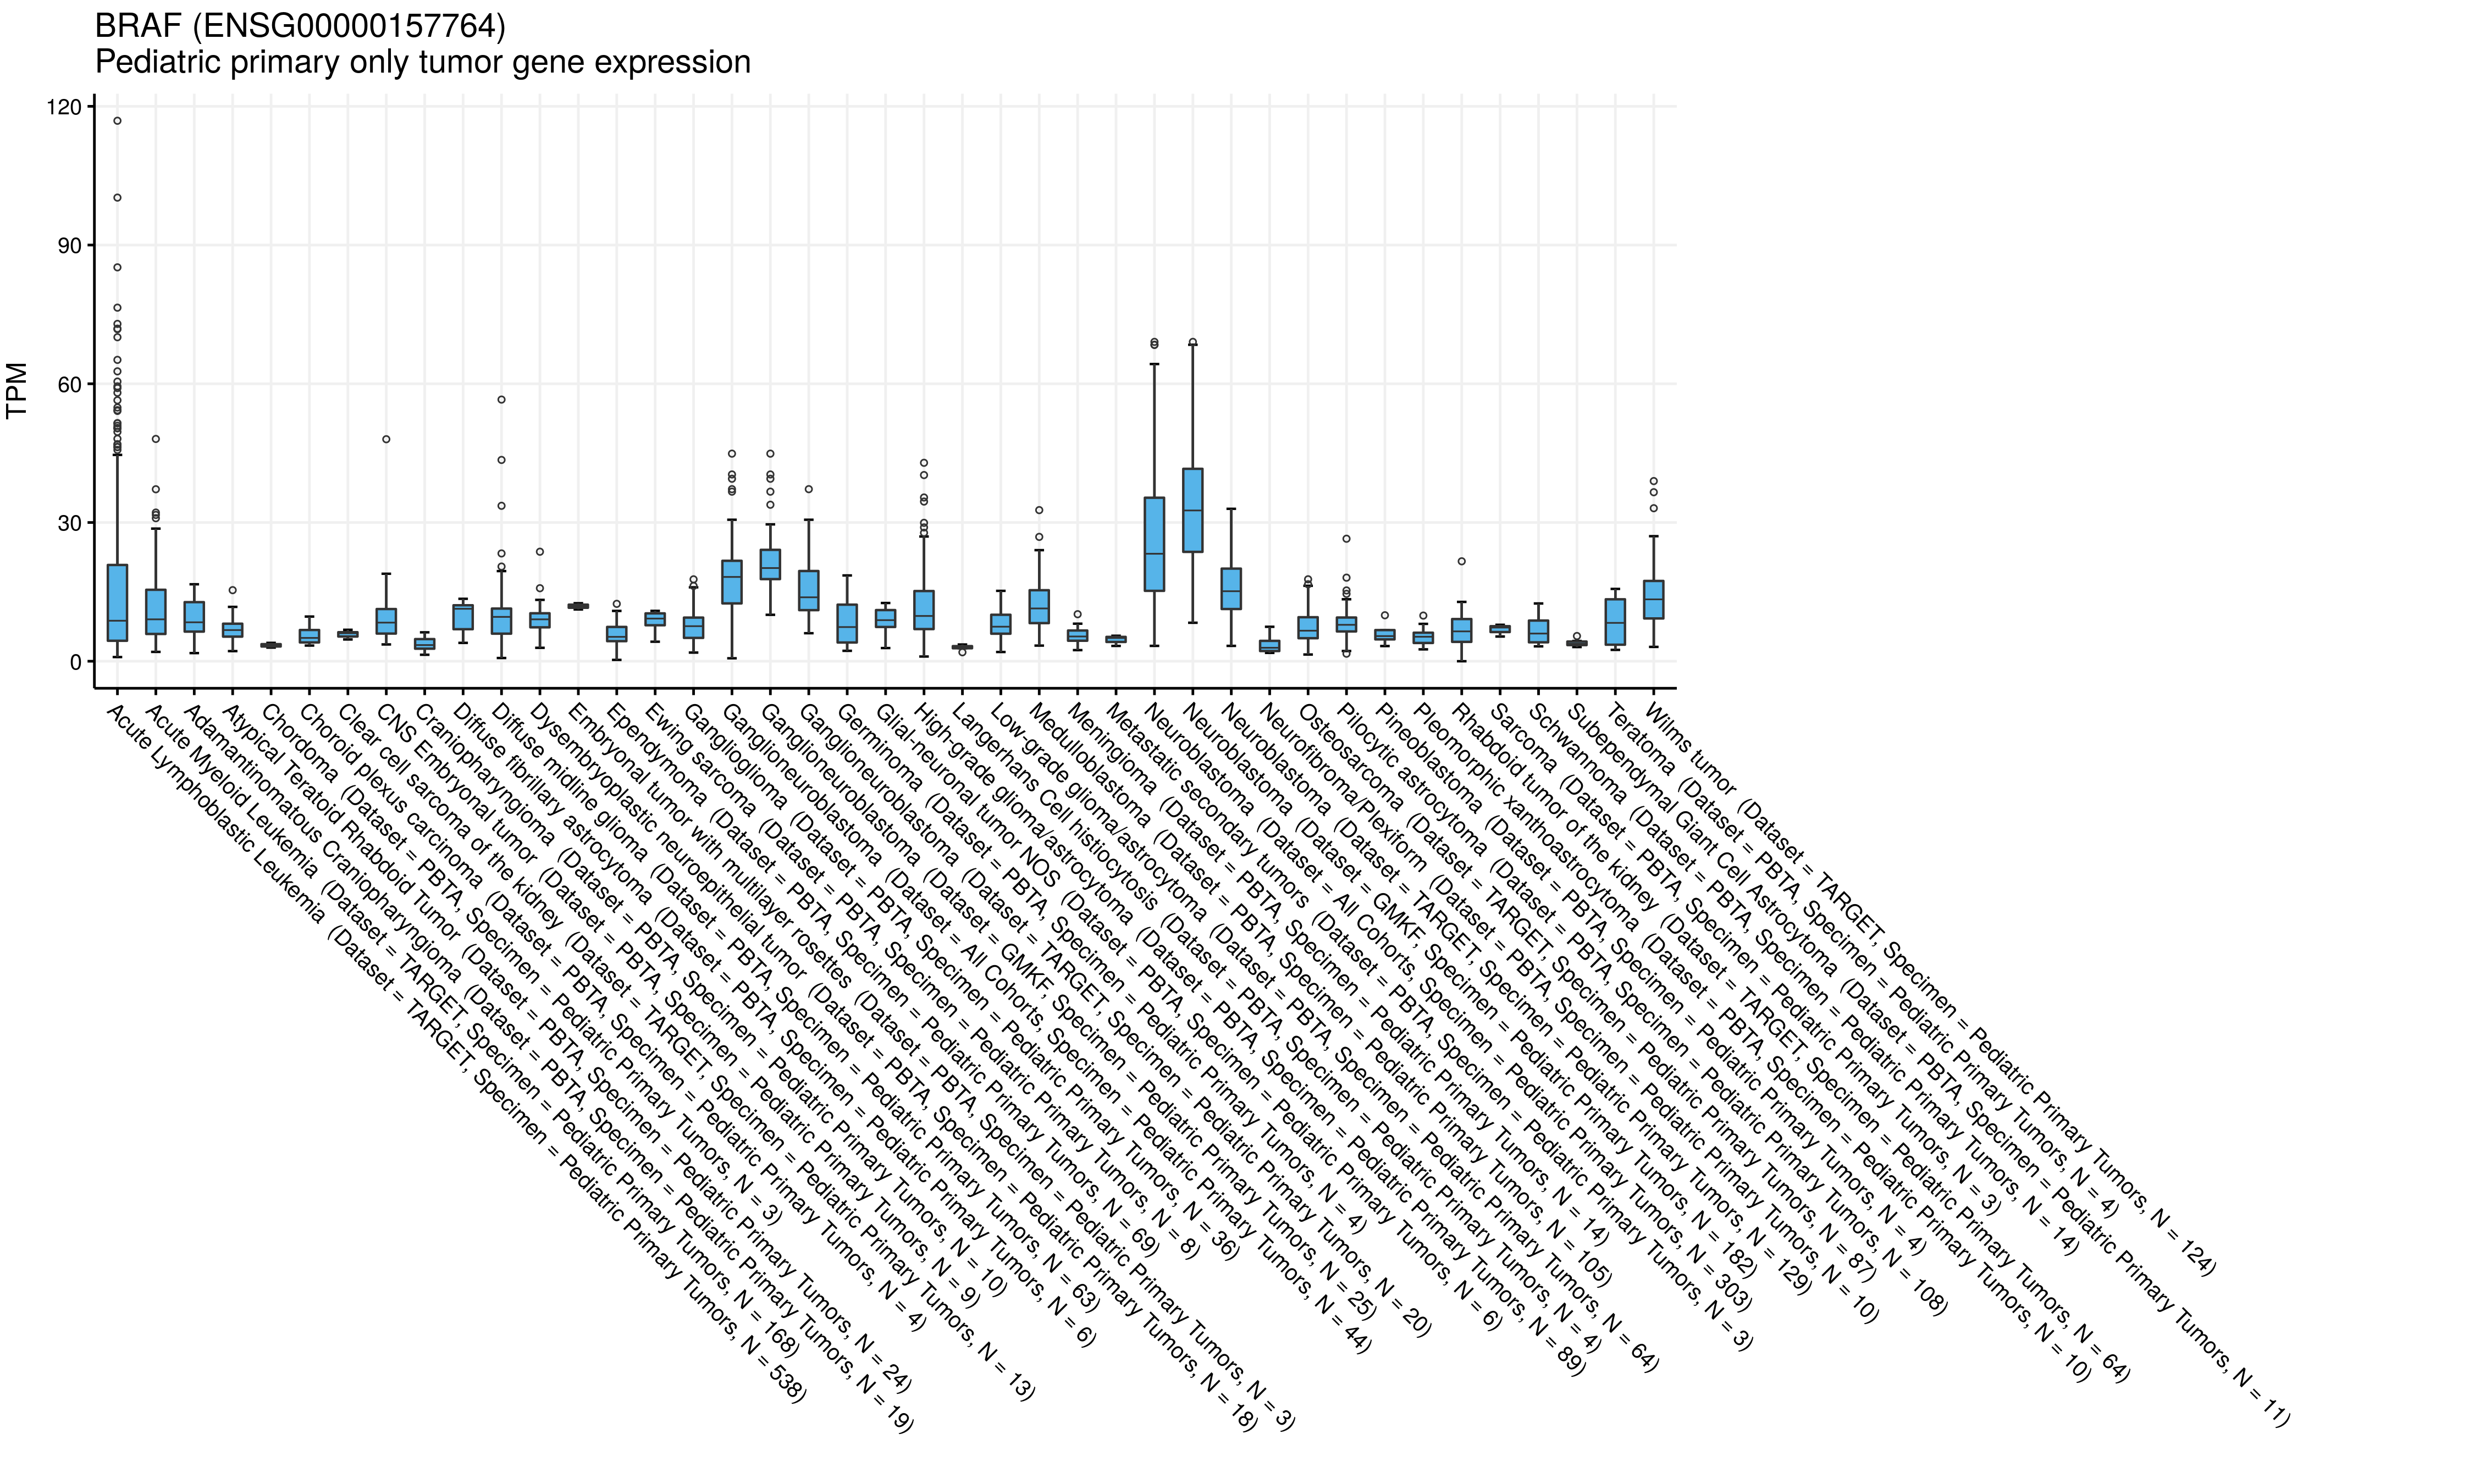 BRAF (ENSG00000157764)
Pediatric primary only tumor gene expression
TPM
120
90
60
30
0
Acute Lymphoblastic Leukemia (Dataset = TARGET, Specimen = Pediatric Primary Tumors, N = 538)
Acute Myeloid Leukemia (Dataset = TARGET, Specimen = Pediatric Primary Tumors, N = 168)
Adamantinomatous Craniopharyngioma (Dataset = PBTA, Specimen = Pediatric Primary Tumors, N = 19)
Atypical Teratoid Rhabdoid Tumor (Dataset = PBTA, Specimen = Pediatric Primary Tumors, N = 24)
Chordoma (Dataset = PBTA, Specimen = Pediatric Primary Tumors, N = 3)
Choroid plexus carcinoma (Dataset = PBTA, Specimen = Pediatric Primary Tumors, N = 4)
Clear cell sarcoma of the kidney (Dataset = TARGET, Specimen = Pediatric Primary Tumors, N = 13)
CNS Embryonal tumor (Dataset = PBTA, Specimen = Pediatric Primary Tumors, N = 9)
Craniopharyngioma (Dataset = PBTA, Specimen = Pediatric Primary Tumors, N = 10)
Diffuse fibrillary astrocytoma (Dataset = PBTA, Specimen = Pediatric Primary Tumors, N = 6)
Diffuse midline glioma (Dataset = PBTA, Specimen = Pediatric Primary Tumors, N = 63)
Dysembryoplastic neuroepithelial tumor (Dataset = PBTA, Specimen = Pediatric Primary Tumors, N = 18)
Embryonal tumor with multilayer rosettes (Dataset = PBTA, Specimen = Pediatric Primary Tumors, N = 3)
Ependymoma (Dataset = PBTA, Specimen = Pediatric Primary Tumors, N = 69)
Ewing sarcoma (Dataset = PBTA, Specimen = Pediatric Primary Tumors, N = 8)
Ganglioglioma (Dataset = PBTA, Specimen = Pediatric Primary Tumors, N = 36)
Ganglioneuroblastoma (Dataset = All Cohorts, Specimen = Pediatric Primary Tumors, N = 44)
Ganglioneuroblastoma (Dataset = GMKF, Specimen = Pediatric Primary Tumors, N = 25)
Ganglioneuroblastoma (Dataset = TARGET, Specimen = Pediatric Primary Tumors, N = 20)
Germinoma (Dataset = PBTA, Specimen = Pediatric Primary Tumors, N = 4)
Glial-neuronal tumor NOS (Dataset = PBTA, Specimen = Pediatric Primary Tumors, N = 6)
High-grade glioma/astrocytoma (Dataset = PBTA, Specimen = Pediatric Primary Tumors, N = 89)
Langerhans Cell histiocytosis (Dataset = PBTA, Specimen = Pediatric Primary Tumors, N = 4)
Low-grade glioma/astrocytoma (Dataset = PBTA, Specimen = Pediatric Primary Tumors, N = 64)
Medulloblastoma (Dataset = PBTA, Specimen = Pediatric Primary Tumors, N = 105)
Meningioma (Dataset = PBTA, Specimen = Pediatric Primary Tumors, N = 14)
Metastatic secondary tumors (Dataset = PBTA, Specimen = Pediatric Primary Tumors, N = 3)
Neuroblastoma (Dataset = All Cohorts, Specimen = Pediatric Primary Tumors, N = 303)
Neuroblastoma (Dataset = GMKF, Specimen = Pediatric Primary Tumors, N = 182)
Neuroblastoma (Dataset = TARGET, Specimen = Pediatric Primary Tumors, N = 129)
Neurofibroma/Plexiform (Dataset = PBTA, Specimen = Pediatric Primary Tumors, N = 10)
Osteosarcoma (Dataset = TARGET, Specimen = Pediatric Primary Tumors, N = 87)
Pilocytic astrocytoma (Dataset = PBTA, Specimen = Pediatric Primary Tumors, N = 108)
Pineoblastoma (Dataset = PBTA, Specimen = Pediatric Primary Tumors, N = 4)
Pleomorphic xanthoastrocytoma (Dataset = PBTA, Specimen = Pediatric Primary Tumors, N = 10)
Rhabdoid tumor of the kidney (Dataset = TARGET, Specimen = Pediatric Primary Tumors, N = 64)
Sarcoma (Dataset = PBTA, Specimen = Pediatric Primary Tumors, N = 3)
Schwannoma (Dataset = PBTA, Specimen = Pediatric Primary Tumors, N = 14)
Subependymal Giant Cell Astrocytoma (Dataset = PBTA, Specimen = Pediatric Primary Tumors, N = 11)
Teratoma (Dataset = PBTA, Specimen = Pediatric Primary Tumors, N = 4)
Wilms tumor (Dataset = TARGET, Specimen = Pediatric Primary Tumors, N = 124)